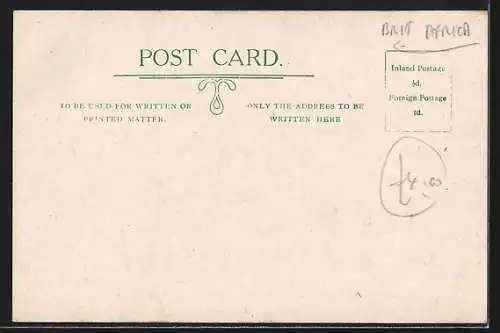 BRIT AFRICA
POST CARD.
Inland Postage
½d.
Foreign Postage
1d.
TO BE USED FOR WRITTEN OR
PRINTED MATTER.
ONLY THE ADDRESS TO BE
WRITTEN HERE
£4.00